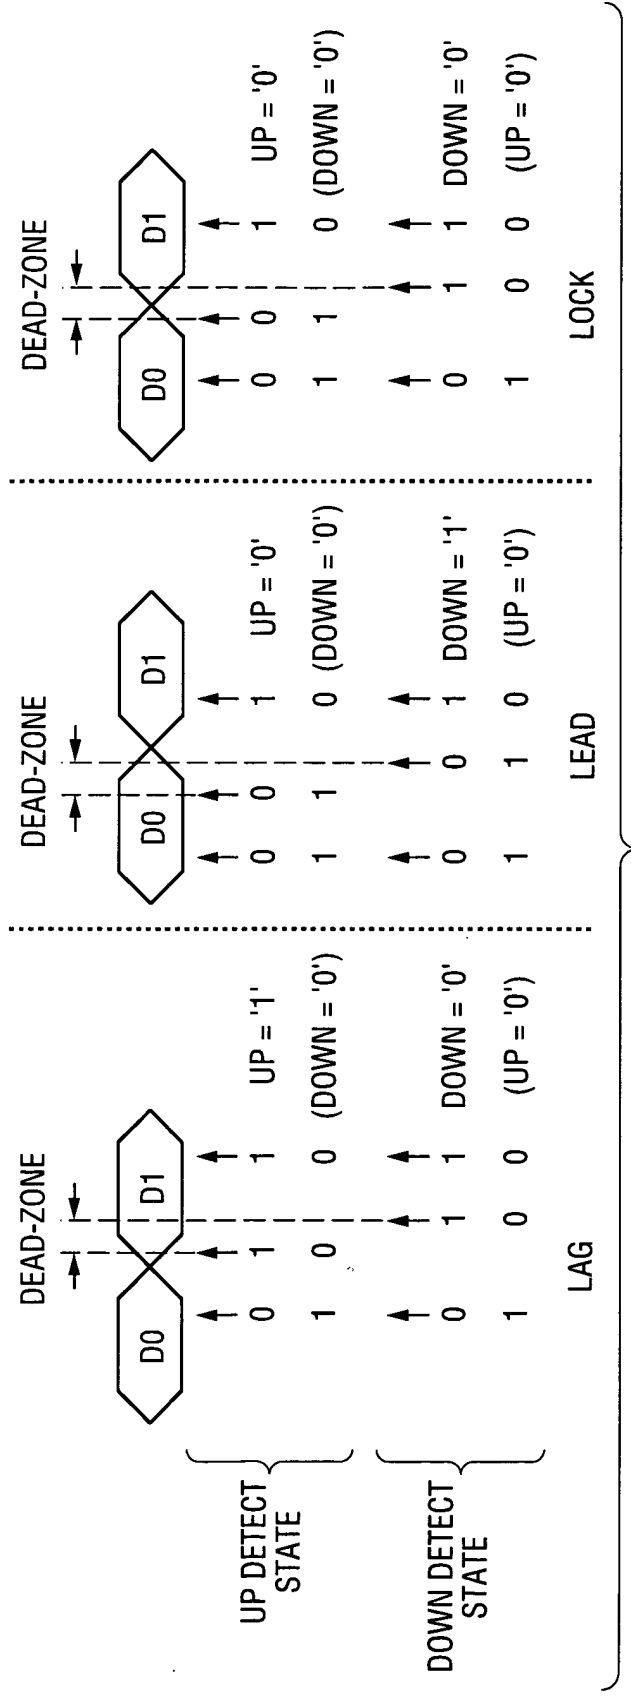 DEAD-ZONE
D0 D1
UP DETECT STATE
0 1 1 UP = '1'
1 0 0 (DOWN = '0')
DOWN DETECT STATE
0 1 1 DOWN = '0'
1 0 0 (UP = '0')
LAG
DEAD-ZONE
D0 D1
0 0 1 UP = '0'
1 1 0 (DOWN = '0')
0 0 1 DOWN = '1'
1 1 0 (UP = '0')
LEAD
DEAD-ZONE
D0 D1
0 0 1 UP = '0'
1 1 0 (DOWN = '0')
0 1 1 DOWN = '0'
1 0 0 (UP = '0')
LOCK